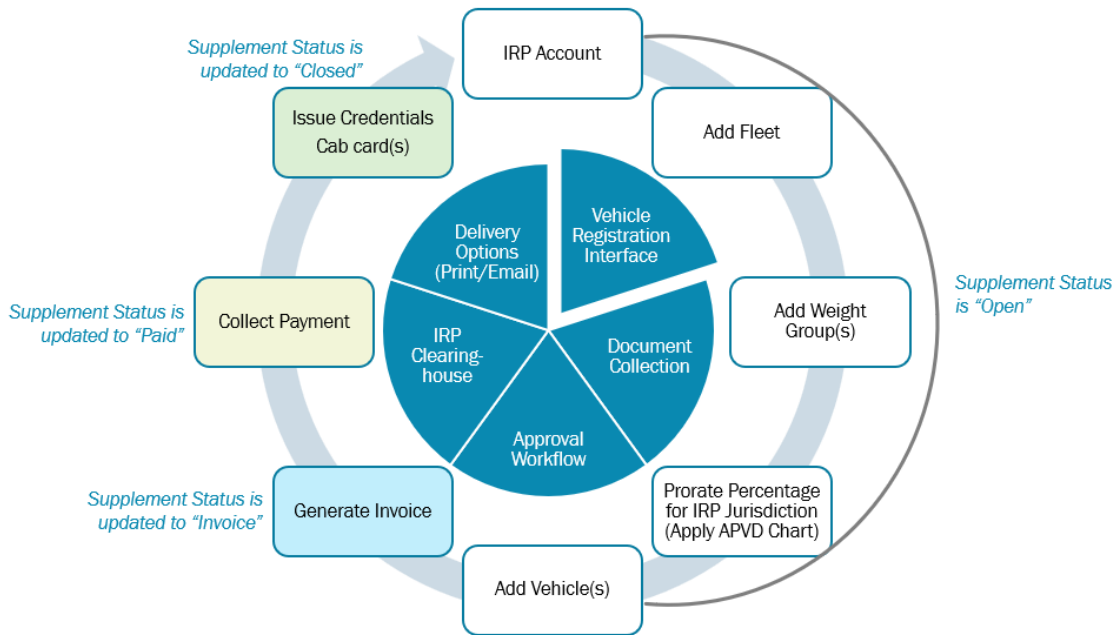 IRP Account
Add Fleet
Add Weight
Group(s)
Prorate Percentage
for IRP Jurisdiction
(Apply APVD Chart)
Add Vehicle(s)
Generate Invoice
Collect Payment
Issue Credentials
Cab card(s)
Supplement Status is
updated to “Closed”
Supplement Status is
updated to “Paid”
Supplement Status is
updated to “Invoice”
Supplement Status
is “Open”
Vehicle
Registration
Interface
Document
Collection
Approval
Workflow
IRP
Clearing-
house
Delivery
Options
(Print/Email)